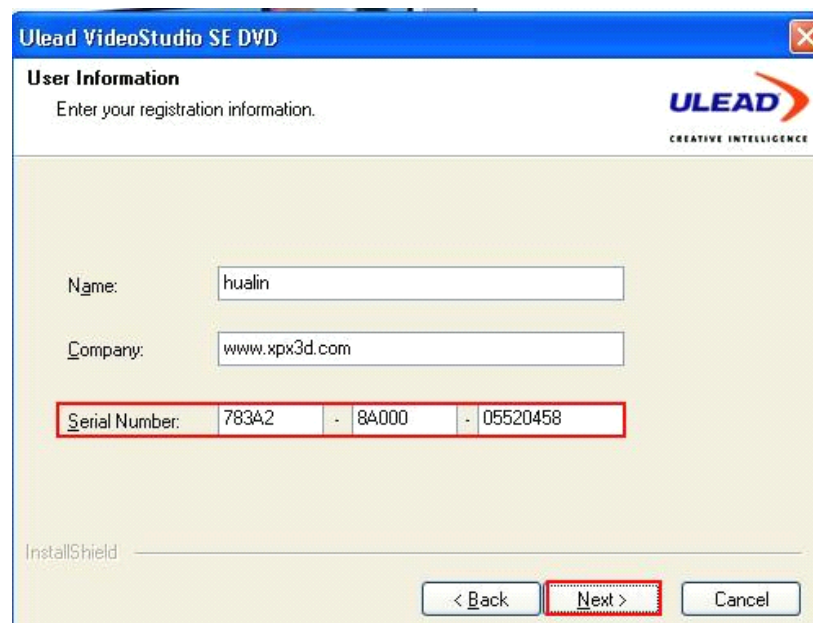 Ulead VideoStudio SE DVD
User Information
Enter your registration information.
ULEAD
CREATIVE INTELLIGENCE
Name: hualin
Company: www.xpx3d.com
Serial Number: 783A2 - 8A000 - 05520458
InstallShield
< Back Next > Cancel